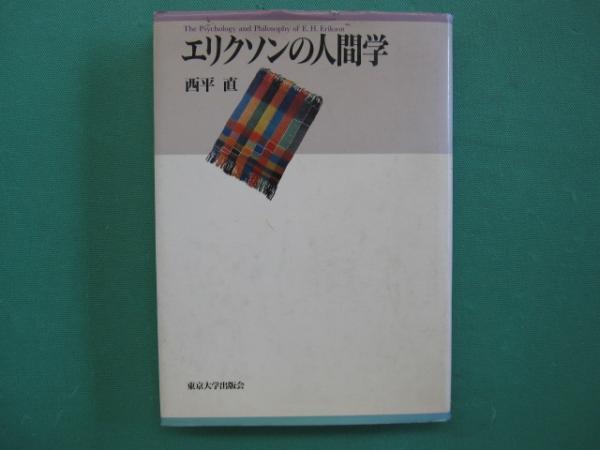 The Psychology and Philosophy of E. H. Erikson
エリクソンの人間学
西平 直
東京大学出版会